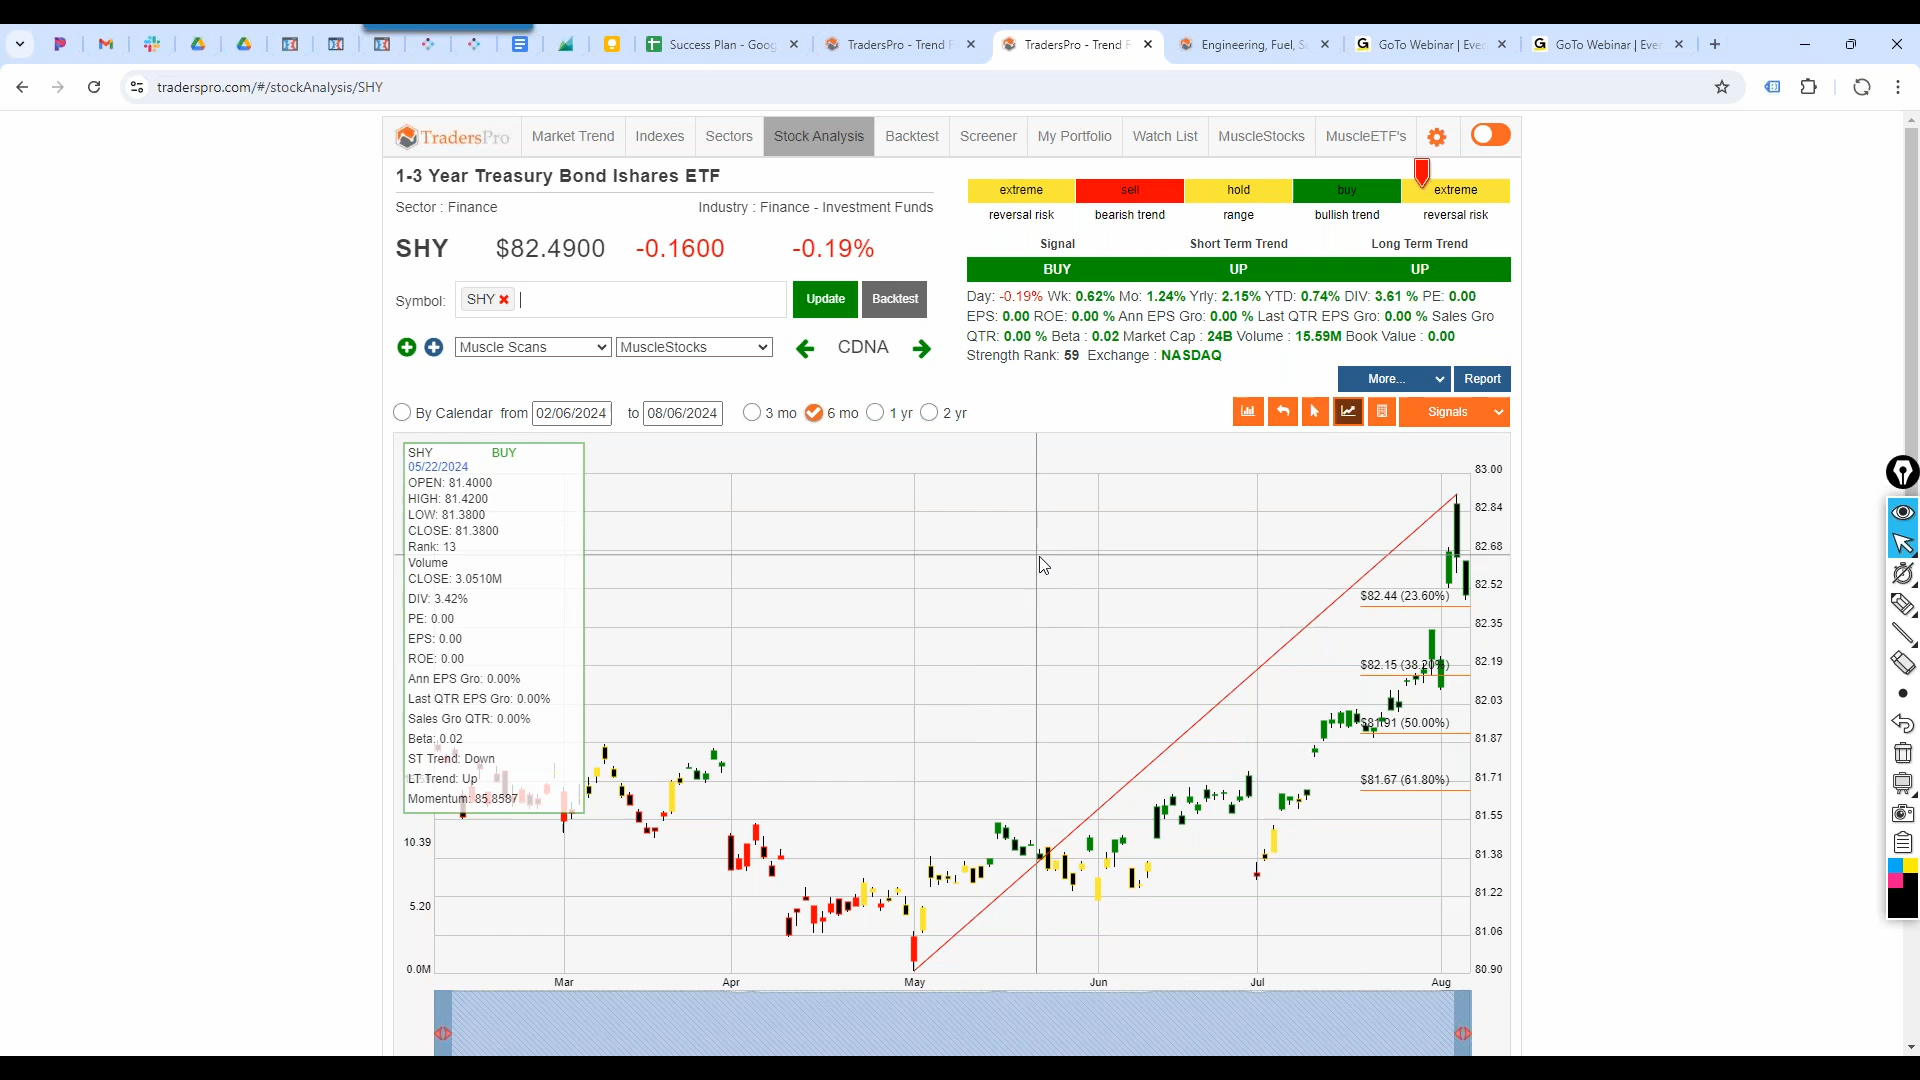 Success Plan - Goog
TradersPro - Trend F
TradersPro - Trend F
Engineering, Fuel, S
GoTo Webinar | Eve
GoTo Webinar | Eve
traderspro.com/#/stockAnalysis/SHY
TradersPro
Market Trend
Indexes
Sectors
Stock Analysis
Backtest
Screener
My Portfolio
Watch List
MuscleStocks
MuscleETF's
1-3 Year Treasury Bond Ishares ETF
Sector : Finance
Industry : Finance - Investment Funds
SHY $82.4900 -0.1600 -0.19%
Symbol: SHY
Update
Backtest
Muscle Scans
MuscleStocks
CDNA
extreme sell hold buy extreme
reversal risk bearish trend range bullish trend reversal risk
Signal Short Term Trend Long Term Trend
BUY UP UP
Day: -0.19% Wk: 0.62% Mo: 1.24% Yrly: 2.15% YTD: 0.74% DIV: 3.61 % PE: 0.00
EPS: 0.00 ROE: 0.00 % Ann EPS Gro: 0.00 % Last QTR EPS Gro: 0.00 % Sales Gro
QTR: 0.00 % Beta : 0.02 Market Cap : 24B Volume : 15.59M Book Value : 0.00
Strength Rank: 59 Exchange : NASDAQ
More...
Report
By Calendar from 02/06/2024 to 08/06/2024 3 mo 6 mo 1 yr 2 yr
Signals
SHY BUY
05/22/2024
OPEN: 81.4000
HIGH: 81.4200
LOW: 81.3800
CLOSE: 81.3800
Rank: 13
Volume
CLOSE: 3.0510M
DIV: 3.42%
PE: 0.00
EPS: 0.00
ROE: 0.00
Ann EPS Gro: 0.00%
Last QTR EPS Gro: 0.00%
Sales Gro QTR: 0.00%
Beta: 0.02
ST Trend: Down
LT Trend: Up
Momentum: 85.8587
10.39
5.20
0.0M
83.00
82.84
82.68
82.52
82.35
82.19
82.03
81.87
81.71
81.55
81.38
81.22
81.06
80.90
$82.44 (23.60%)
$82.15 (38.20%)
$81.91 (50.00%)
$81.67 (61.80%)
Mar Apr May Jun Jul Aug